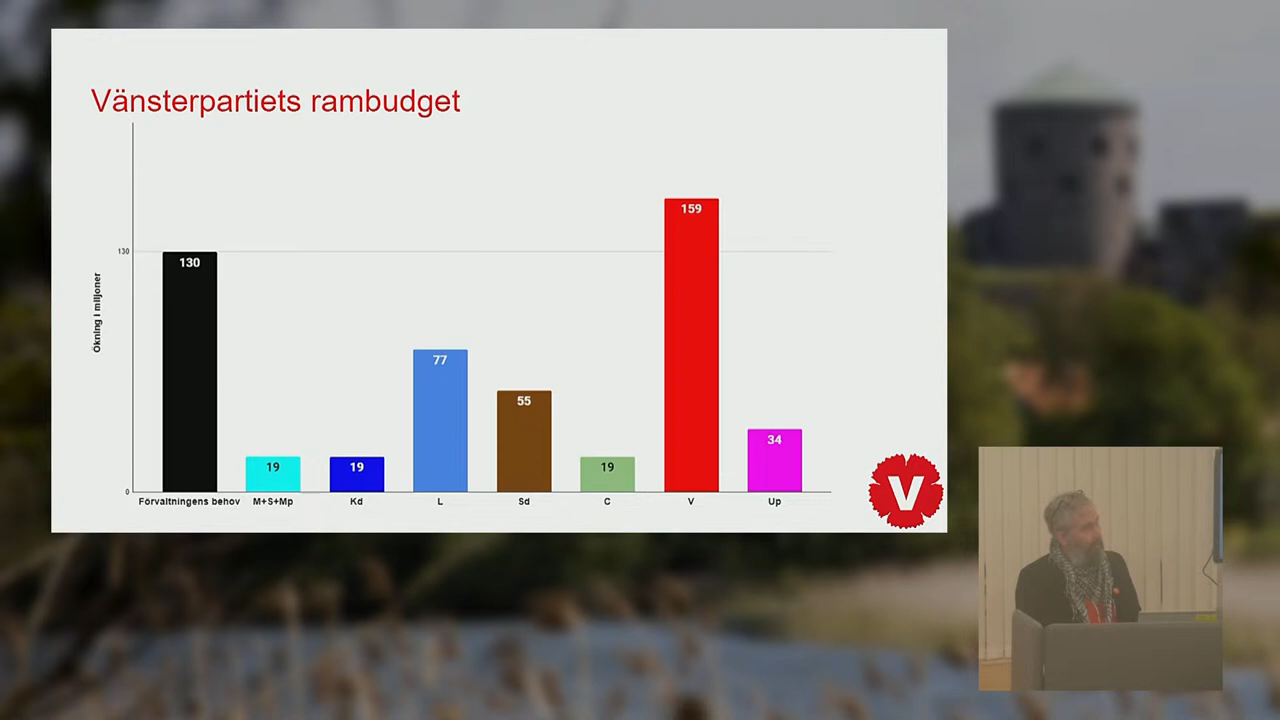 Vänsterpartiets rambudget
Ökning i miljoner
130
0
130
19
19
77
55
19
159
34
Förvaltningens behov
M+S+Mp
Kd
L
Sd
C
V
Up
V